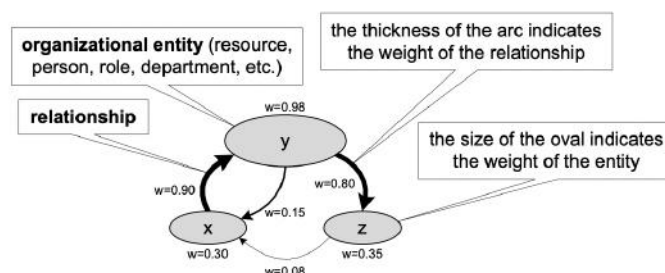 organizational entity (resource,
person, role, department, etc.)
the thickness of the arc indicates
the weight of the relationship
relationship
w=0.98
y
the size of the oval indicates
the weight of the entity
w=0.90
w=0.80
w=0.15
x
z
w=0.30
w=0.35
w=0.08